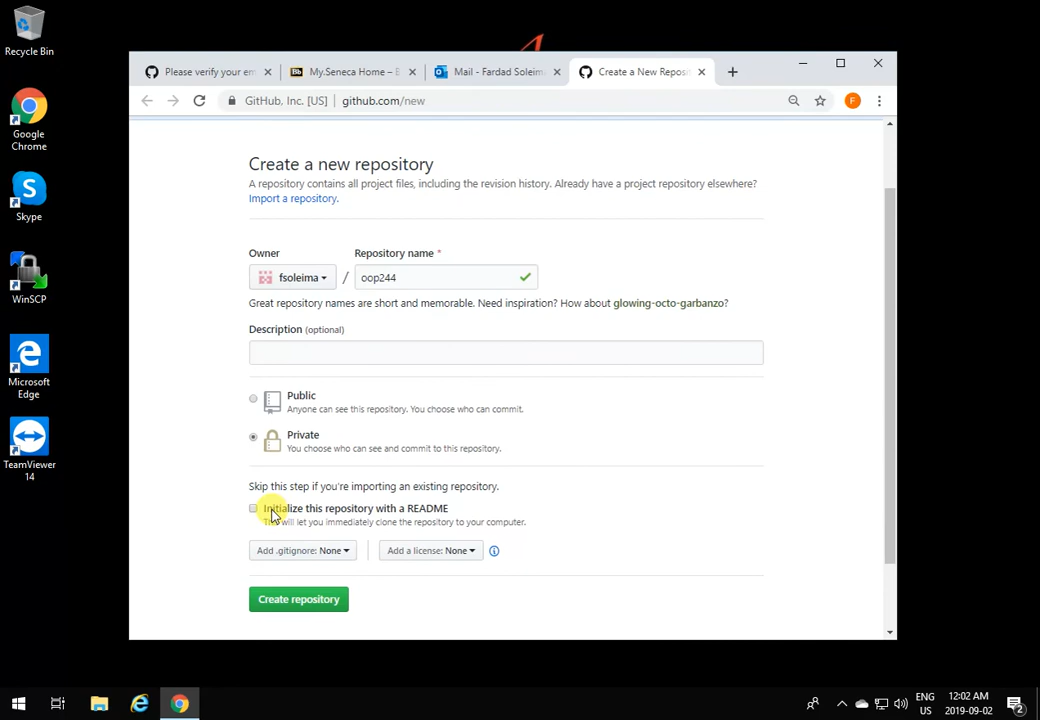 Recycle Bin
Google
Chrome
Skype
WinSCP
Microsoft
Edge
TeamViewer
14
Please verify your em
My.Seneca Home – B
Mail - Fardad Soleim
Create a New Reposi
GitHub, Inc. [US]
github.com/new
F
Create a new repository
A repository contains all project files, including the revision history. Already have a project repository elsewhere?
Import a repository.
Owner
Repository name *
fsoleima
/
oop244
Great repository names are short and memorable. Need inspiration? How about glowing-octo-garbanzo?
Description (optional)
Public
Anyone can see this repository. You choose who can commit.
Private
You choose who can see and commit to this repository.
Skip this step if you're importing an existing repository.
Initialize this repository with a README
This will let you immediately clone the repository to your computer.
Add .gitignore: None
Add a license: None
Create repository
ENG
US
12:02 AM
2019-09-02
2